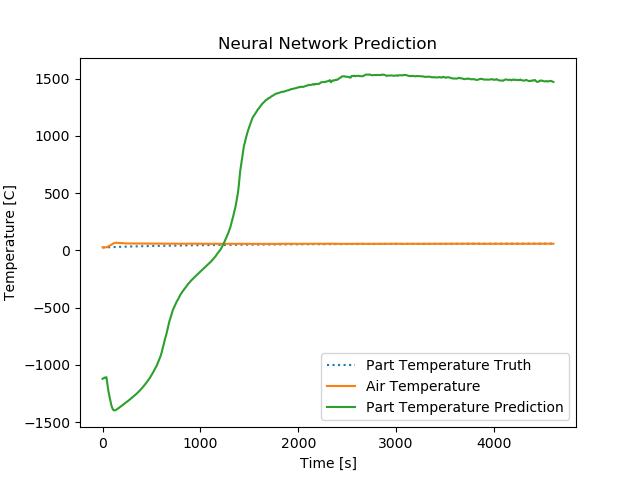 Neural Network Prediction
Temperature [C]
1500
1000
500
0
−500
−1000
−1500
Part Temperature Truth
Air Temperature
Part Temperature Prediction
0 1000 2000 3000 4000
Time [s]